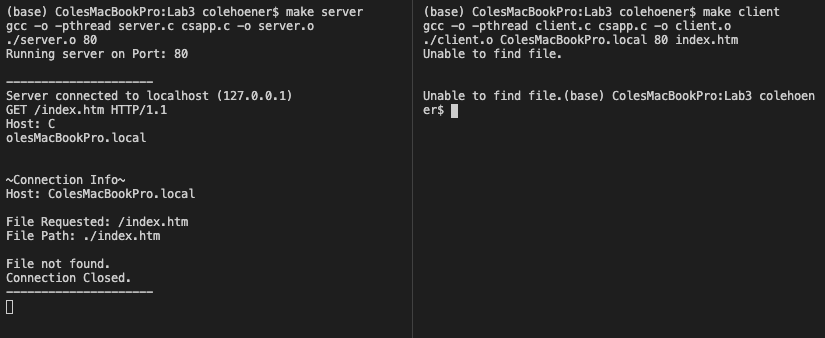 (base) ColesMacBookPro:Lab3 colehoener$ make server
gcc -o -pthread server.c csapp.c -o server.o
./server.o 80
Running server on Port: 80
---------------------
Server connected to localhost (127.0.0.1)
GET /index.htm HTTP/1.1
Host: C
olesMacBookPro.local
~Connection Info~
Host: ColesMacBookPro.local
File Requested: /index.htm
File Path: ./index.htm
File not found.
Connection Closed.
---------------------
(base) ColesMacBookPro:Lab3 colehoener$ make client
gcc -o -pthread client.c csapp.c -o client.o
./client.o ColesMacBookPro.local 80 index.htm
Unable to find file.
Unable to find file.(base) ColesMacBookPro:Lab3 colehoen
er$